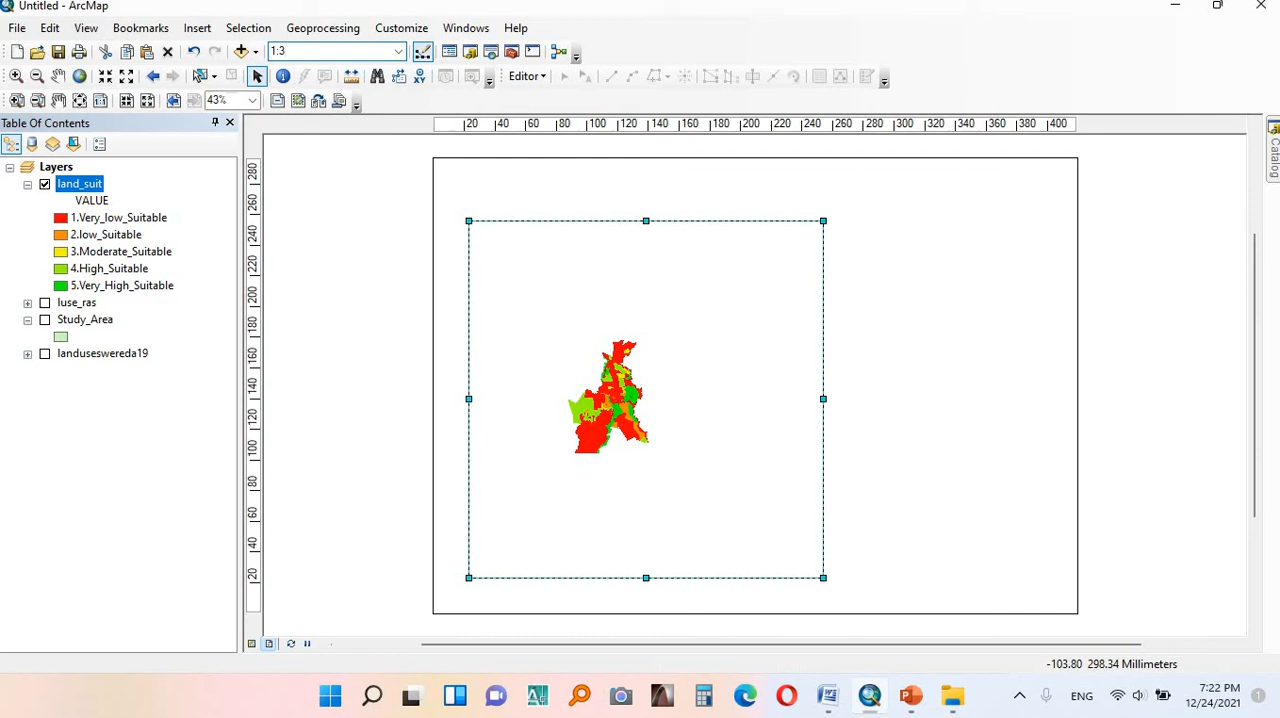 Untitled - ArcMap
File Edit View Bookmarks Insert Selection Geoprocessing Customize Windows Help
1:3
Editor
43%
Table Of Contents
20 40 60 80 100 120 140 160 180 200 220 240 260 280 300 320 340 360 380 400
280 260 240 220 200 180 160 140 120 100 80 60 40 20
Catalog
Layers
land_suit
VALUE
1.Very_low_Suitable
2.low_Suitable
3.Moderate_Suitable
4.High_Suitable
5.Very_High_Suitable
luse_ras
Study_Area
landuseswereda19
-103.80 298.34 Millimeters
ENG
7:22 PM
12/24/2021
1